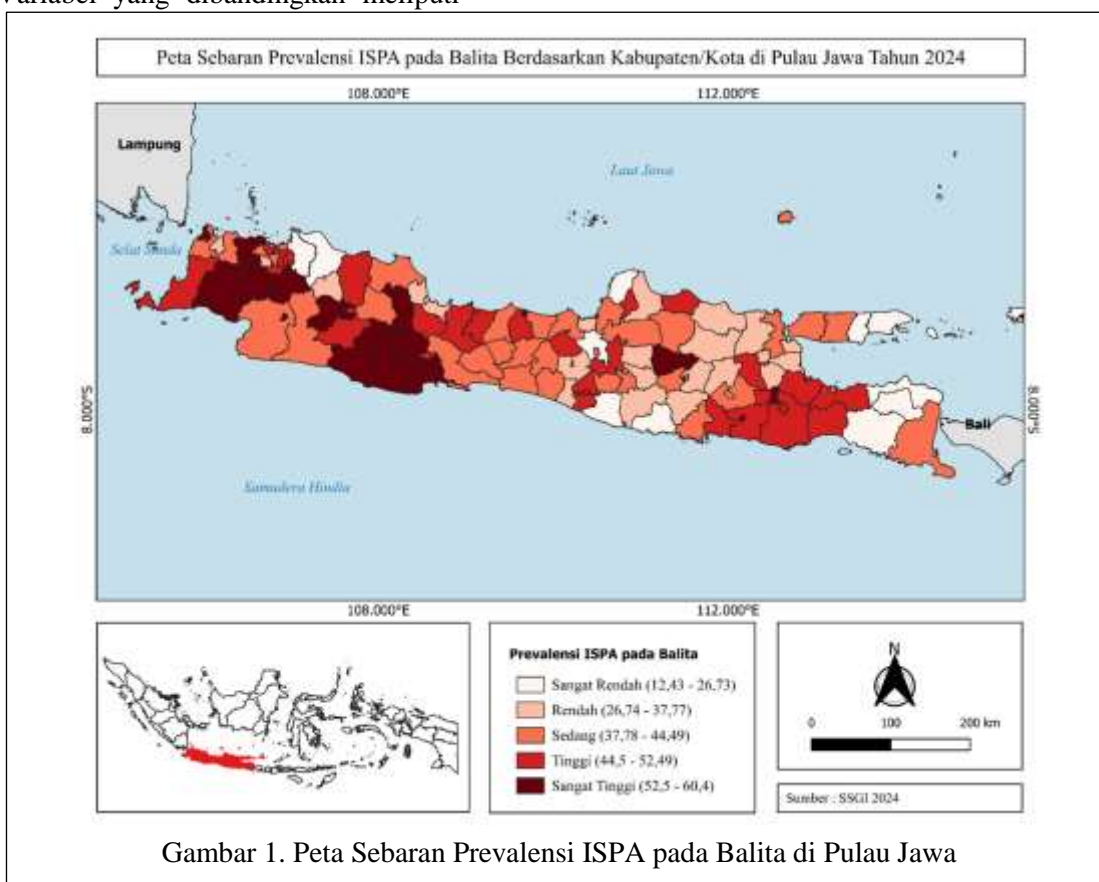 variabel yang dibandingkan meliputi
Peta Sebaran Prevalensi ISPA pada Balita Berdasarkan Kabupaten/Kota di Pulau Jawa Tahun 2024
108.000°E 112.000°E
Lampung
Laut Jawa
Selat Sunda
8.000°S 8.000°S
Bali
Samudera Hindia
108.000°E 112.000°E
Prevalensi ISPA pada Balita
Sangat Rendah (12,43 - 26,73)
Rendah (26,74 - 37,77)
Sedang (37,78 - 44,49)
Tinggi (44,5 - 52,49)
Sangat Tinggi (52,5 - 60,4)
N
0 100 200 km
Sumber : SSGI 2024
Gambar 1. Peta Sebaran Prevalensi ISPA pada Balita di Pulau Jawa